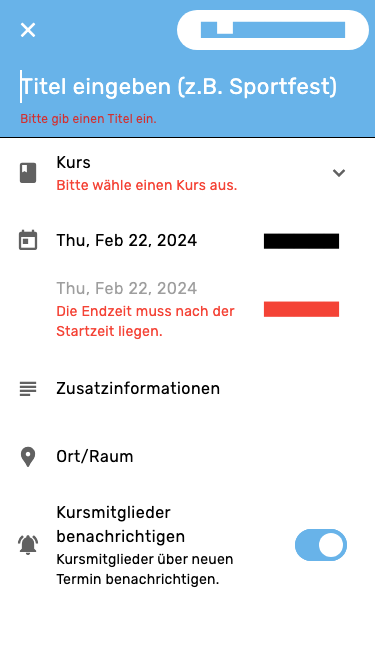 Titel eingeben (z.B. Sportfest)
Bitte gib einen Titel ein.
Kurs
Bitte wähle einen Kurs aus.
Thu, Feb 22, 2024
Thu, Feb 22, 2024
Die Endzeit muss nach der
Startzeit liegen.
Zusatzinformationen
Ort/Raum
Kursmitglieder
benachrichtigen
Kursmitglieder über neuen
Termin benachrichtigen.